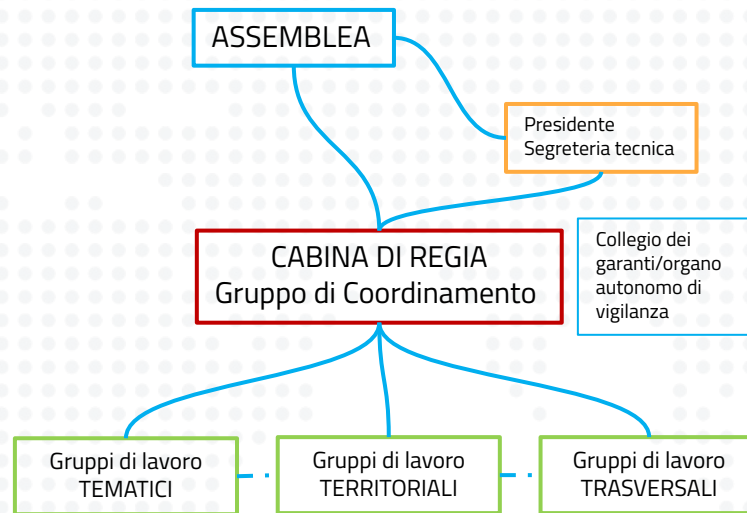 ASSEMBLEA
Presidente
Segreteria tecnica
CABINA DI REGIA
Gruppo di Coordinamento
Collegio dei
garanti/organo
autonomo di
vigilanza
Gruppi di lavoro
TEMATICI
Gruppi di lavoro
TERRITORIALI
Gruppi di lavoro
TRASVERSALI